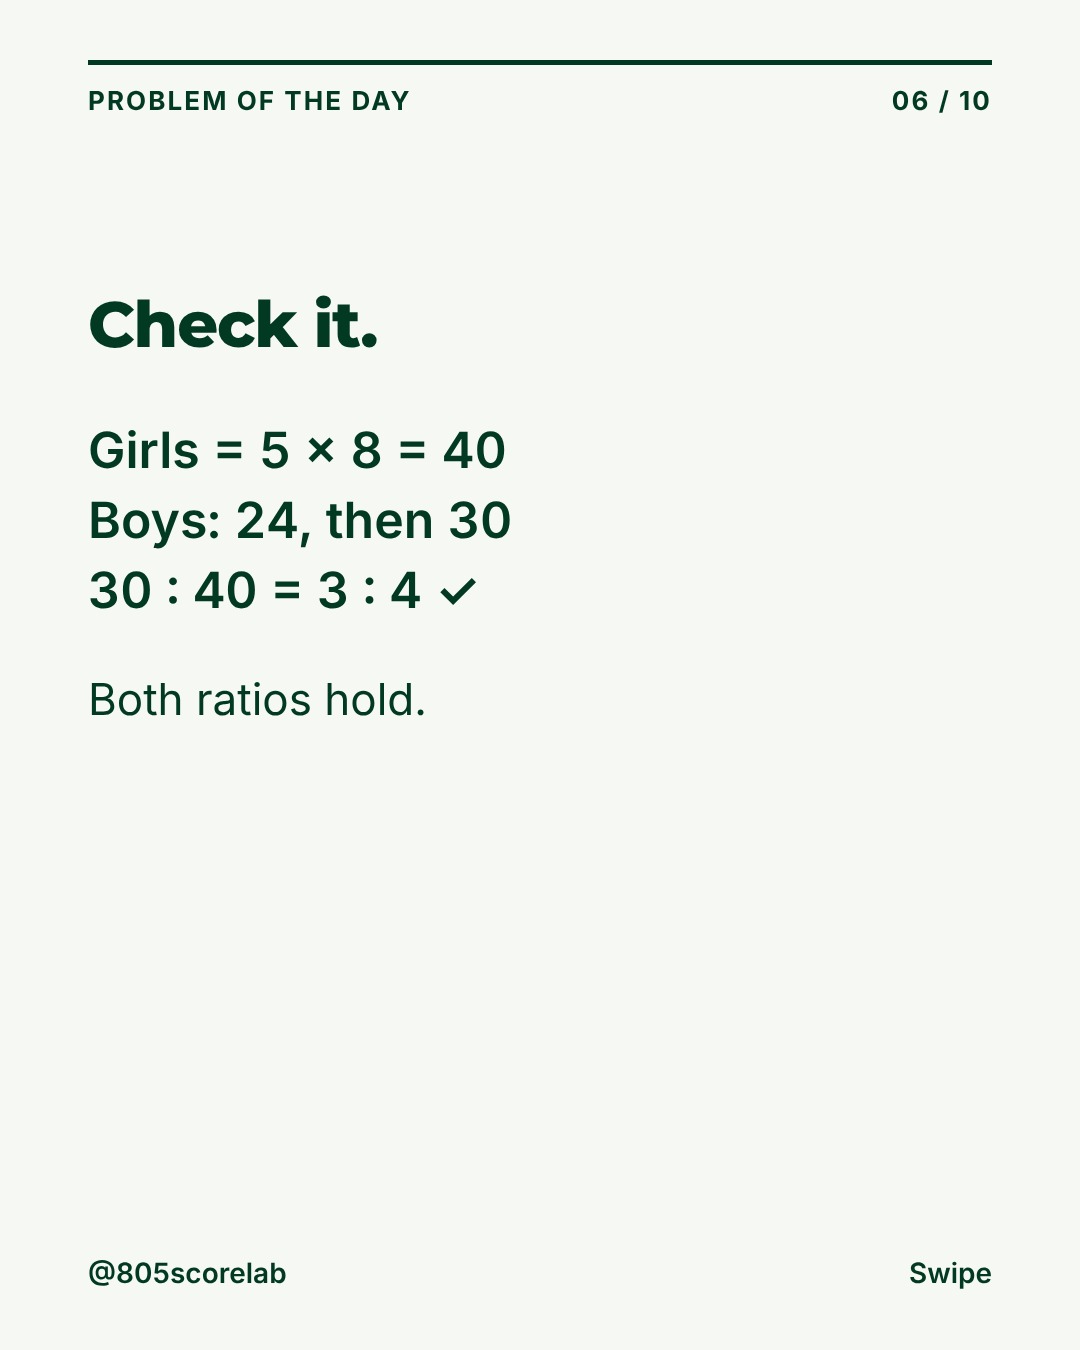 PROBLEM OF THE DAY
06 / 10
Check it.
Girls = 5 × 8 = 40
Boys: 24, then 30
30 : 40 = 3 : 4 ✓
Both ratios hold.
@805scorelab
Swipe